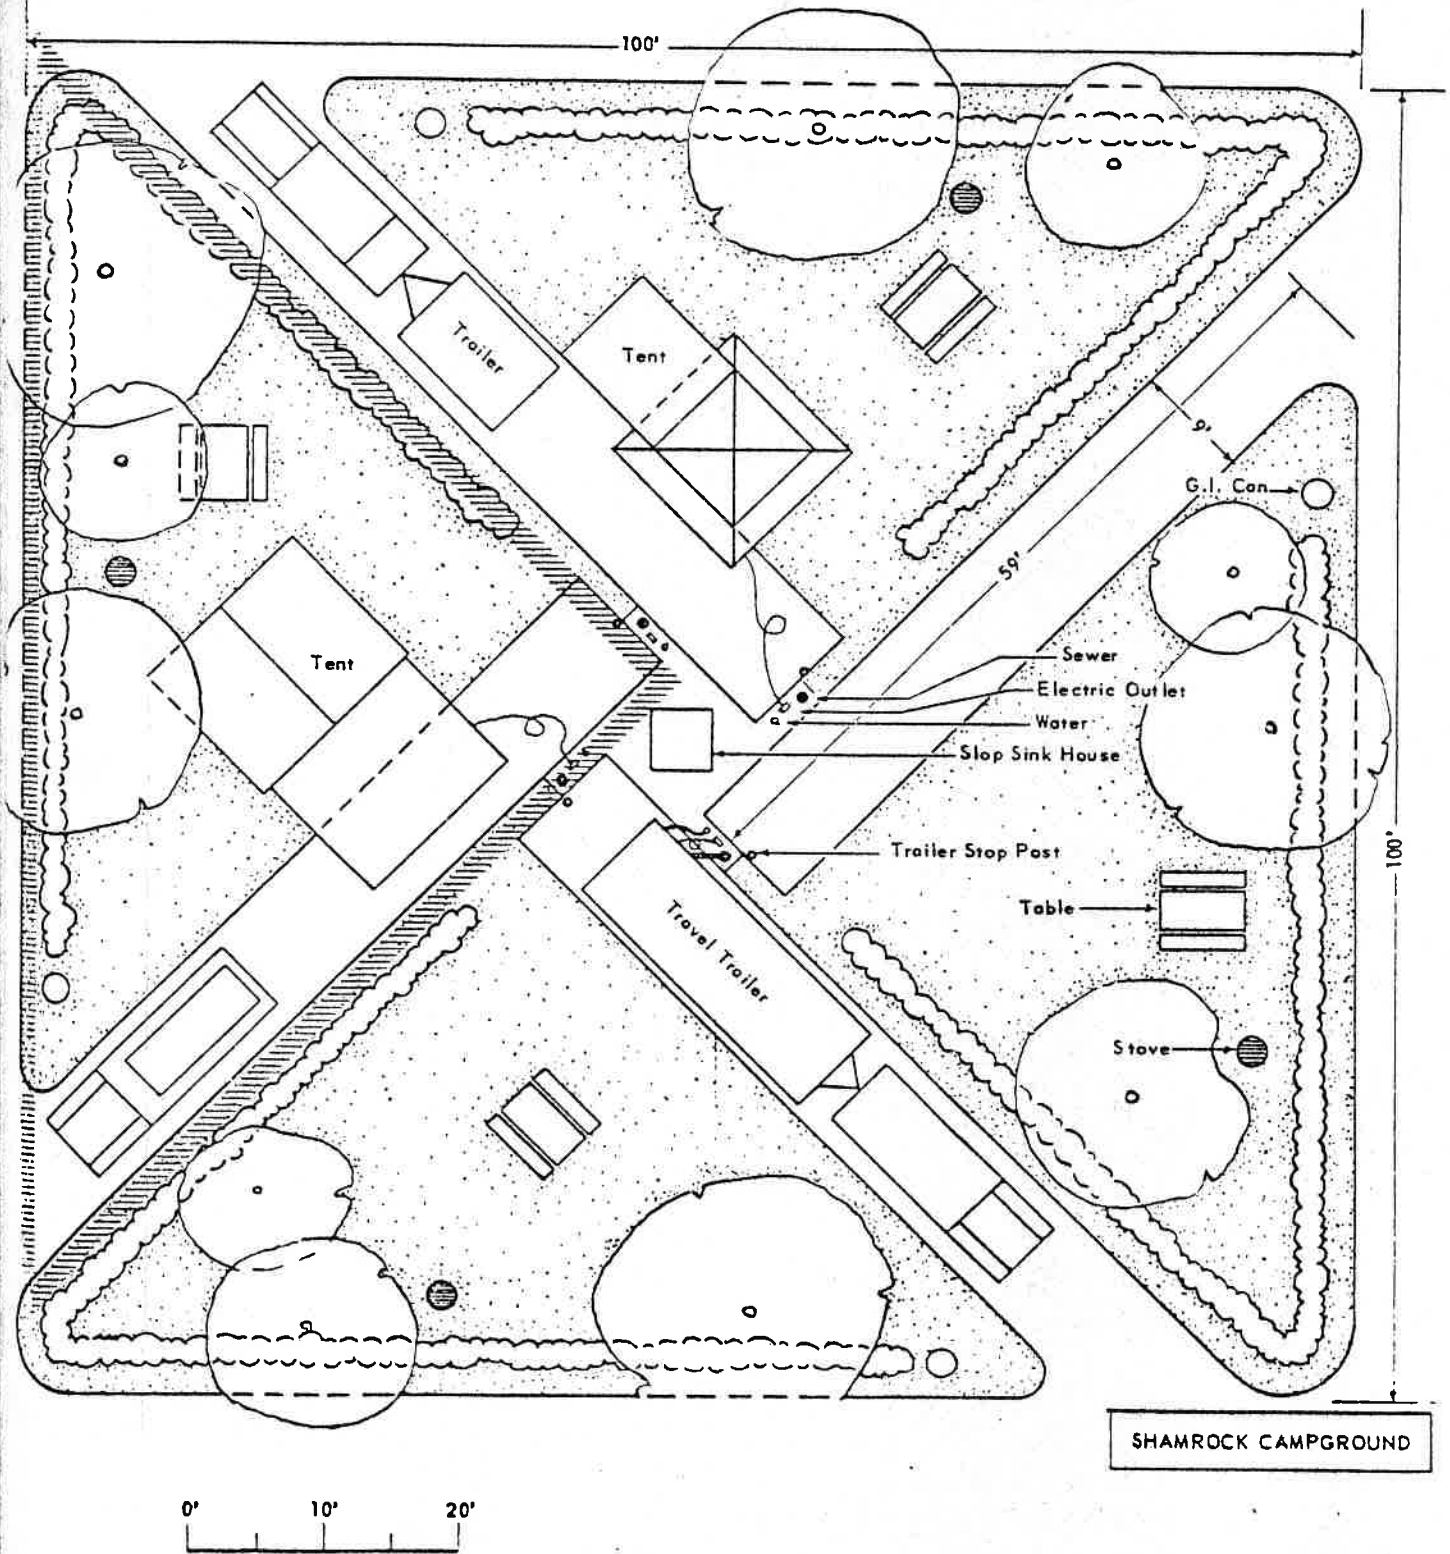 100'
Trailer
Tent
9'
G.I. Can
59'
Tent
Sewer
Electric Outlet
Water
Slop Sink House
Trailer Stop Post
100'
Table
Travel Trailer
Stove
SHAMROCK CAMPGROUND
0' 10' 20'